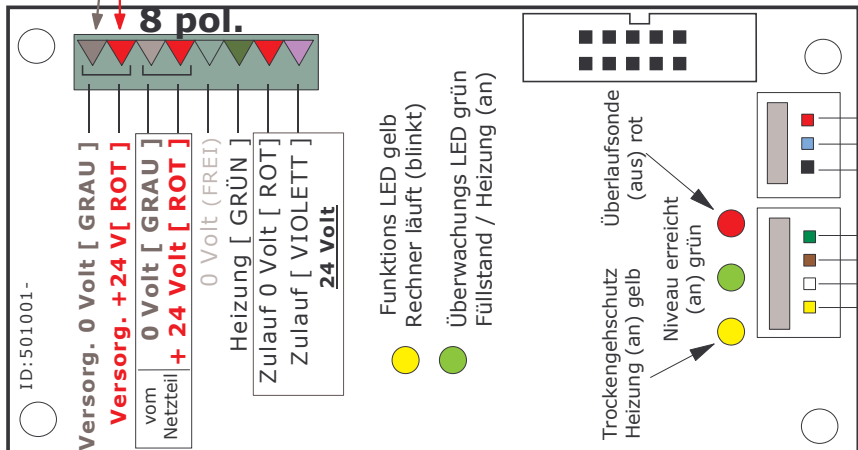 8 pol.
ID:501001-
Versorg. 0 Volt [ GRAU ]
Versorg. +24 V[ ROT ]
0 Volt [ GRAU ]
+ 24 Volt [ ROT ]
vom
Netzteil
0 Volt (FREI)
Heizung [ GRÜN ]
Zulauf 0 Volt [ ROT]
Zulauf [ VIOLETT ]
24 Volt
Funktions LED gelb
Rechner läuft (blinkt)
Überwachungs LED grün
Füllstand / Heizung (an)
Überlaufsonde
(aus) rot
Niveau erreicht
(an) grün
Trockengehschutz
Heizung (an) gelb